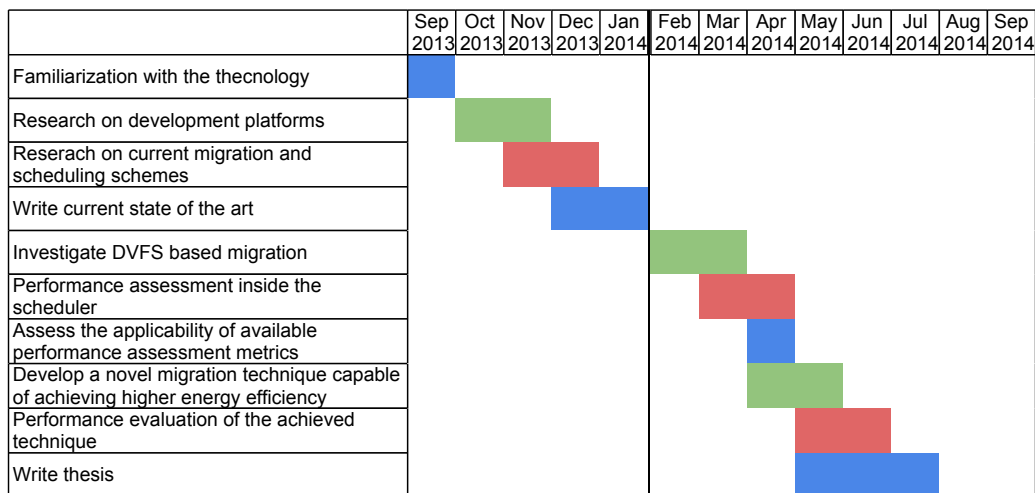 Sep Oct Nov Dec Jan Feb Mar Apr May Jun Jul Aug Sep
2013 2013 2013 2013 2014 2014 2014 2014 2014 2014 2014 2014 2014
Familiarization with the thecnology
Research on development platforms
Reserach on current migration and
scheduling schemes
Write current state of the art
Investigate DVFS based migration
Performance assessment inside the
scheduler
Assess the applicability of available
performance assessment metrics
Develop a novel migration technique capable
of achieving higher energy efficiency
Performance evaluation of the achieved
technique
Write thesis